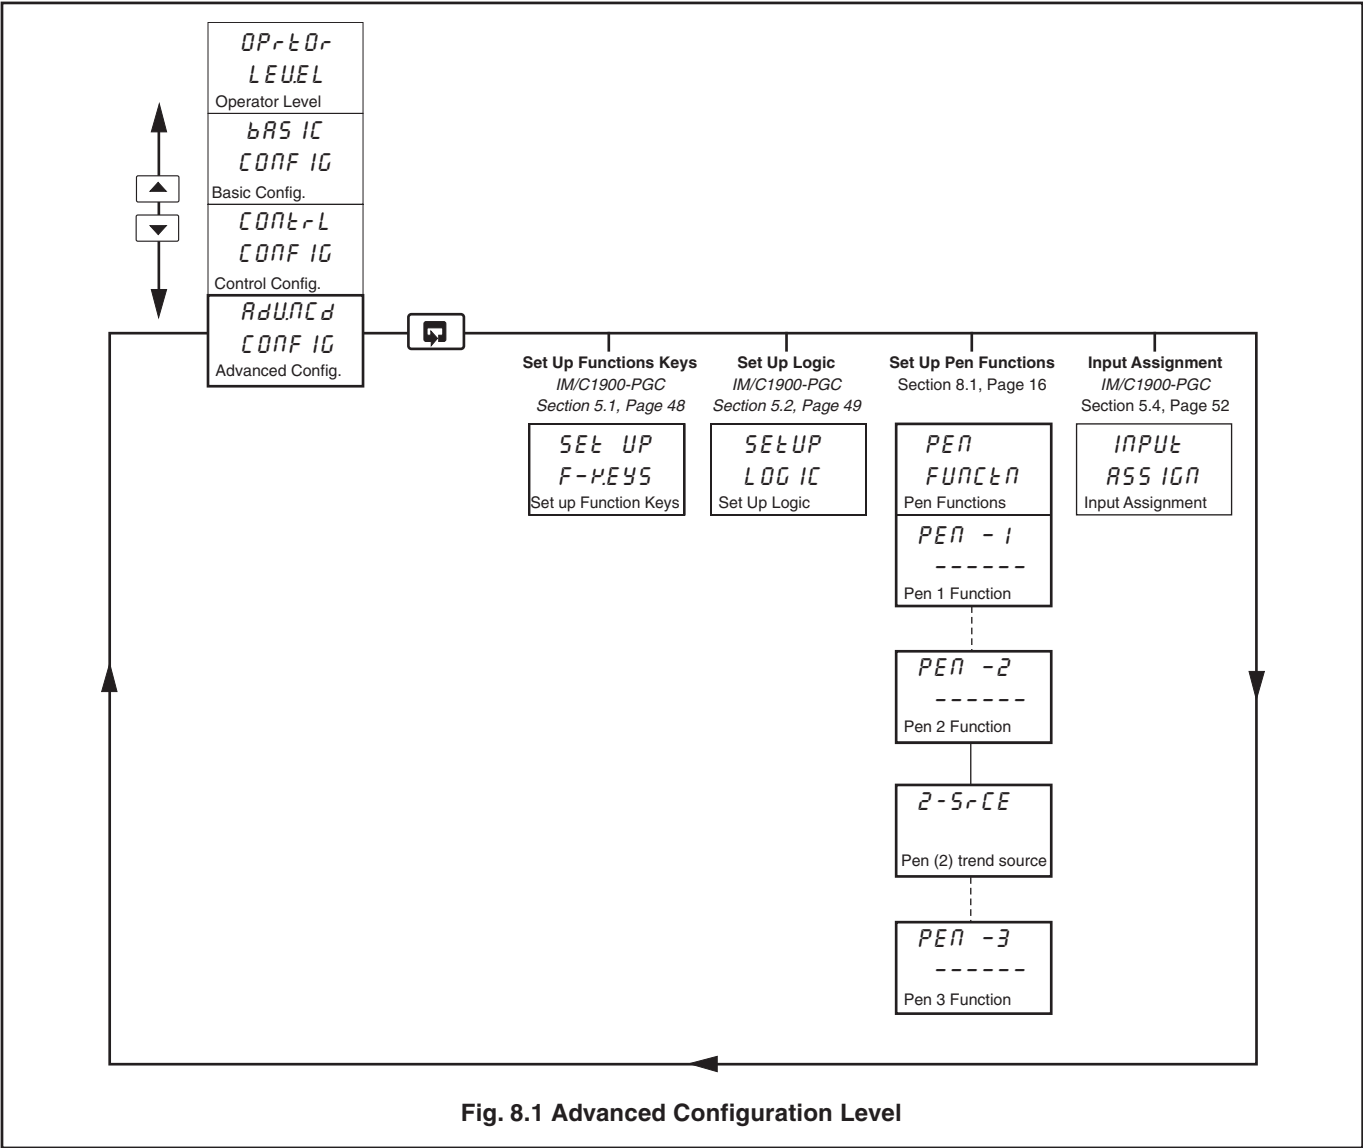 OPrtOr
LEV.EL
Operator Level
bASIC
CONFIG
Basic Config.
CONtrL
CONFIG
Control Config.
AdV.NCd
CONFIG
Advanced Config.
Set Up Functions Keys
IM/C1900-PGC
Section 5.1, Page 48
SEt UP
F-K.EYS
Set up Function Keys
Set Up Logic
IM/C1900-PGC
Section 5.2, Page 49
SEtUP
LOGIC
Set Up Logic
Set Up Pen Functions
Section 8.1, Page 16
PEN
FUNCtN
Pen Functions
PEN -1
------
Pen 1 Function
PEN -2
------
Pen 2 Function
2-SrCE
Pen (2) trend source
PEN -3
------
Pen 3 Function
Input Assignment
IM/C1900-PGC
Section 5.4, Page 52
INPUt
ASSIGN
Input Assignment
Fig. 8.1 Advanced Configuration Level